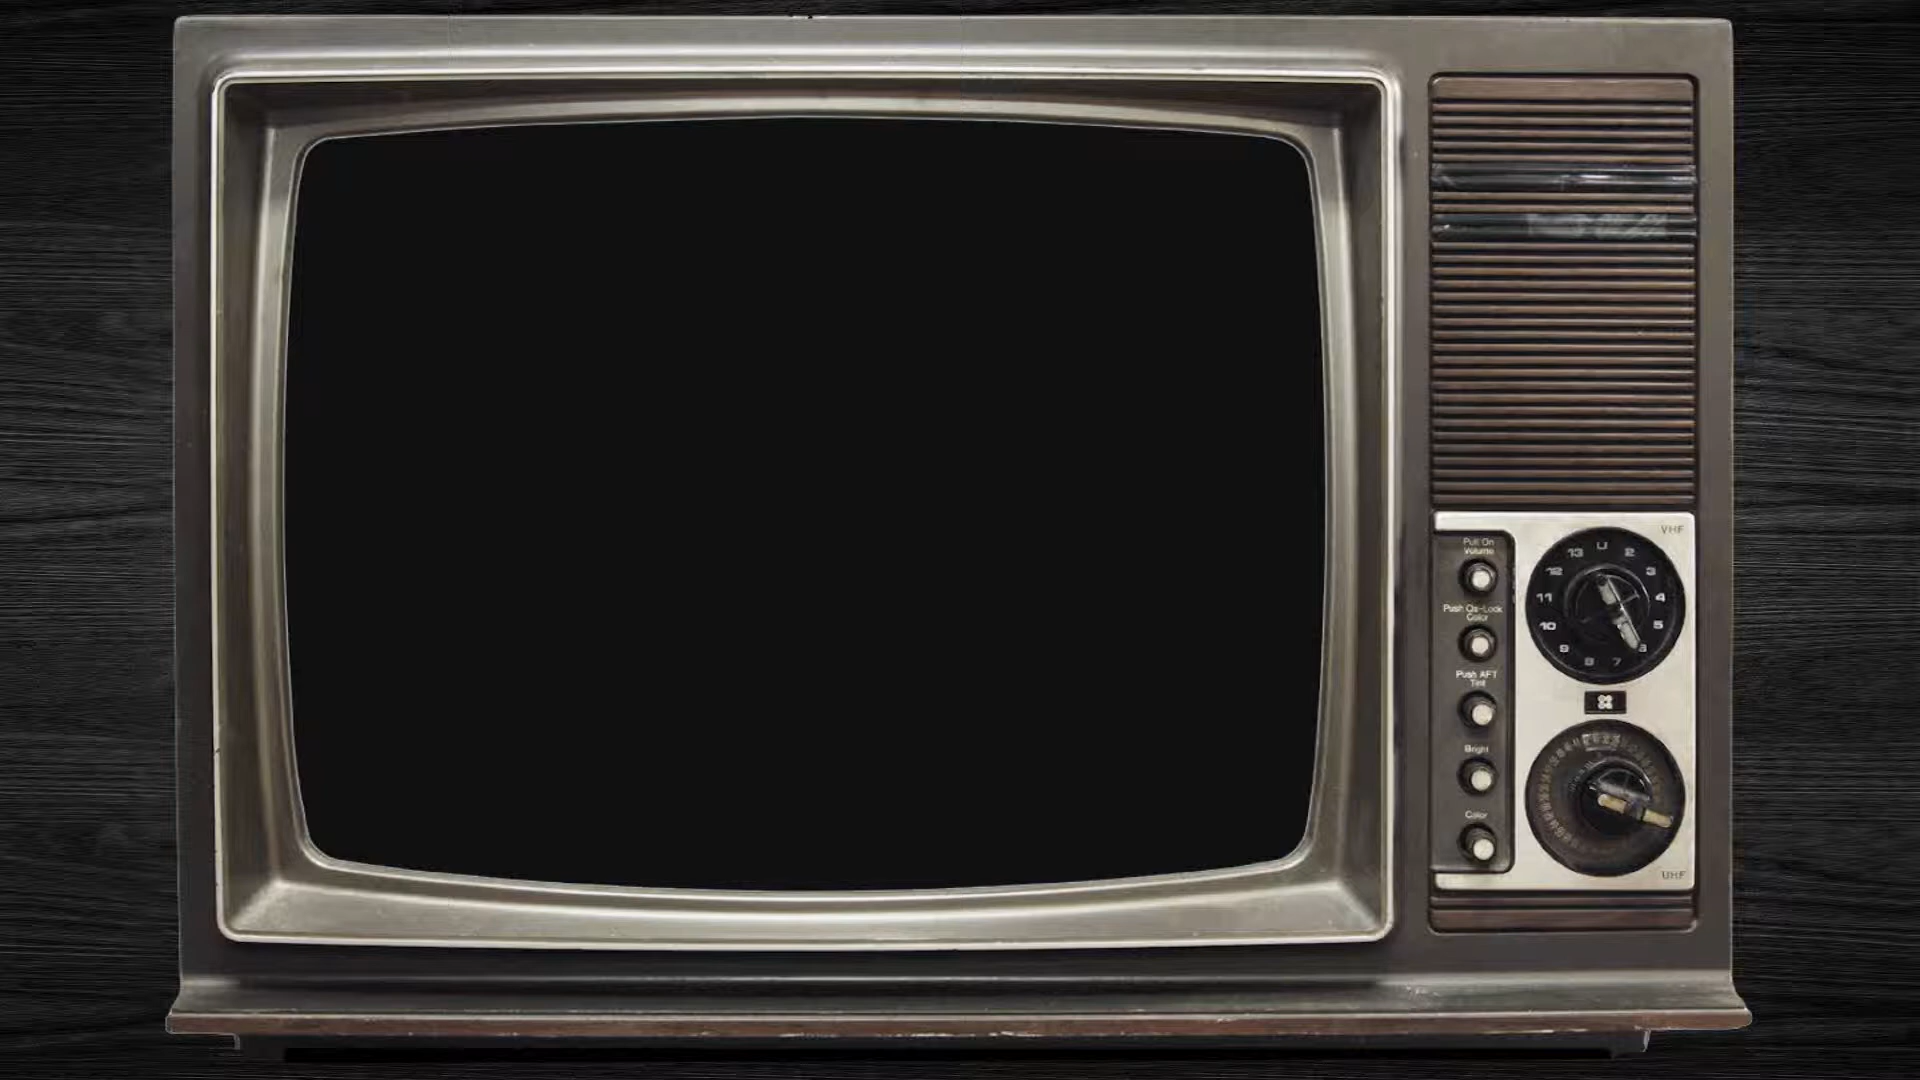 VHF
Pull On
Volume
Push On-Lock
Color
Push AFT
Tint
Bright
Color
U
2
3
4
5
7
8
9
10
11
12
13
UHF